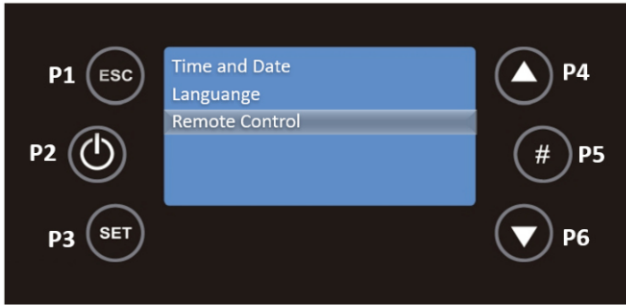 P1 ESC
Time and Date
Languange
Remote Control
P4
P2
# P5
P3 SET
P6